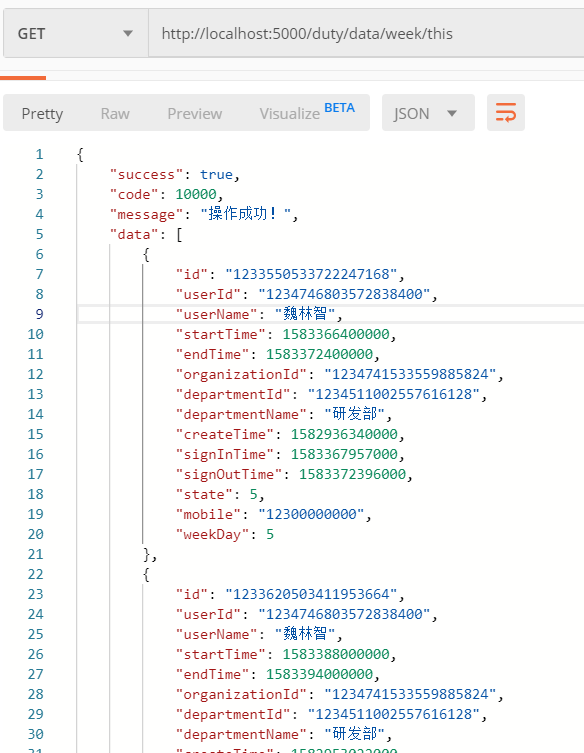 GET http://localhost:5000/duty/data/week/this
Pretty Raw Preview Visualize BETA JSON
1 {
2 "success": true,
3 "code": 10000,
4 "message": "操作成功！",
5 "data": [
6 {
7 "id": "1233550533722247168",
8 "userId": "1234746803572838400",
9 "userName": "魏林智",
10 "startTime": 1583366400000,
11 "endTime": 1583372400000,
12 "organizationId": "1234741533559885824",
13 "departmentId": "1234511002557616128",
14 "departmentName": "研发部",
15 "createTime": 1582936340000,
16 "signInTime": 1583367957000,
17 "signOutTime": 1583372396000,
18 "state": 5,
19 "mobile": "12300000000",
20 "weekDay": 5
21 },
22 {
23 "id": "1233620503411953664",
24 "userId": "1234746803572838400",
25 "userName": "魏林智",
26 "startTime": 1583388000000,
27 "endTime": 1583394000000,
28 "organizationId": "1234741533559885824",
29 "departmentId": "1234511002557616128",
30 "departmentName": "研发部",